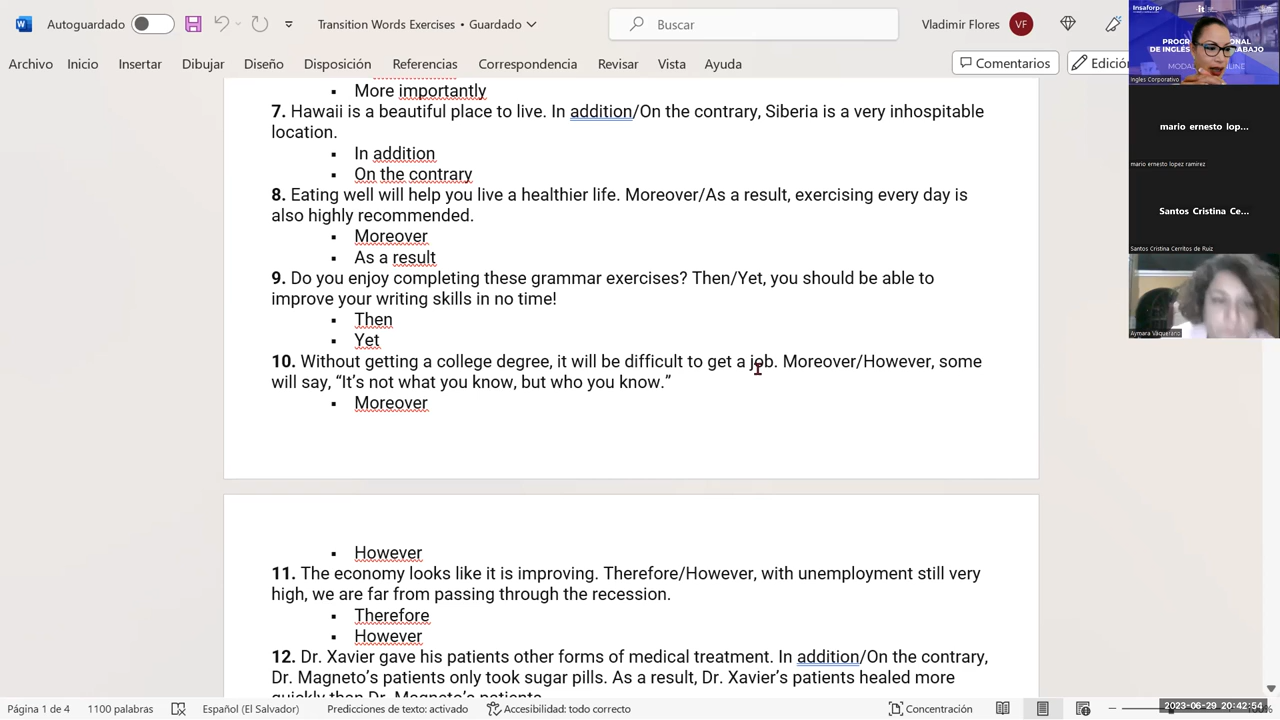 Autoguardado
Transition Words Exercises • Guardado
Buscar
Vladimir Flores
VF
Archivo Inicio Insertar Dibujar Diseño Disposición Referencias Correspondencia Revisar Vista Ayuda
Comentarios
Edición
▪ More importantly
7. Hawaii is a beautiful place to live. In addition/On the contrary, Siberia is a very inhospitable
location.
▪ In addition
▪ On the contrary
8. Eating well will help you live a healthier life. Moreover/As a result, exercising every day is
also highly recommended.
▪ Moreover
▪ As a result
9. Do you enjoy completing these grammar exercises? Then/Yet, you should be able to
improve your writing skills in no time!
▪ Then
▪ Yet
10. Without getting a college degree, it will be difficult to get a job. Moreover/However, some
will say, “It’s not what you know, but who you know.”
▪ Moreover
▪ However
11. The economy looks like it is improving. Therefore/However, with unemployment still very
high, we are far from passing through the recession.
▪ Therefore
▪ However
12. Dr. Xavier gave his patients other forms of medical treatment. In addition/On the contrary,
Dr. Magneto’s patients only took sugar pills. As a result, Dr. Xavier’s patients healed more
quickly than Dr. Magneto’s patients.
Insaforp
Ingles Corporativo
mario ernesto lop...
mario ernesto lopez ramirez
Santos Cristina Ce...
Santos Cristina Cerritos de Ruiz
Aymara Vaquerano
Página 1 de 4
1100 palabras
Español (El Salvador)
Predicciones de texto: activado
Accesibilidad: todo correcto
Concentración
2023-06-29 20:42:54